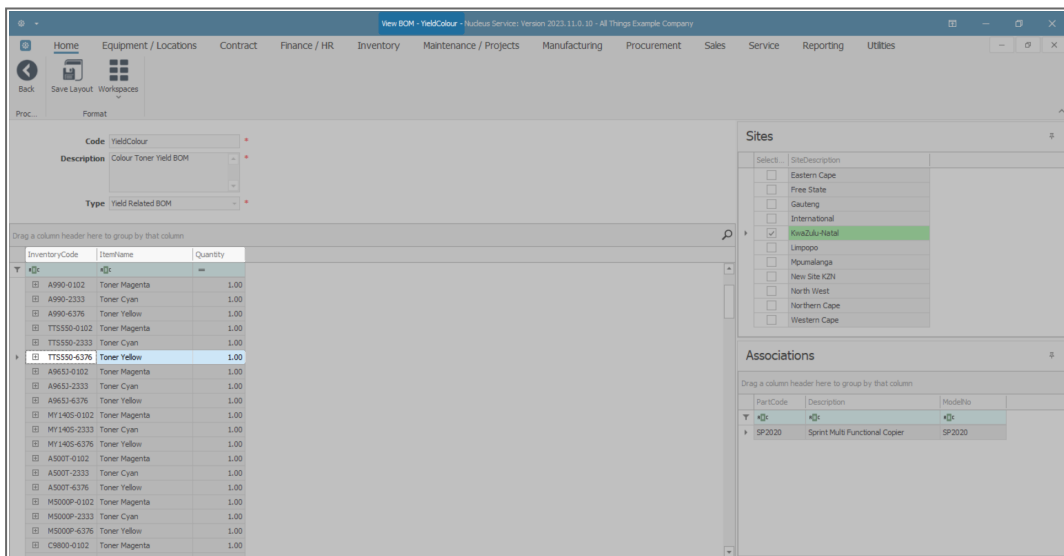 View BOM - YieldColour - Nucleus Service: Version 2023.11.0.10 - All Things Example Company
Home Equipment / Locations Contract Finance / HR Inventory Maintenance / Projects Manufacturing Procurement Sales Service Reporting Utilities
Back Save Layout Workspaces
Proc... Format
Code YieldColour *
Description Colour Toner Yield BOM *
Type Yield Related BOM *
Drag a column header here to group by that column
InventoryCode ItemName Quantity
A990-0102 Toner Magenta 1.00
A990-2333 Toner Cyan 1.00
A990-6376 Toner Yellow 1.00
TTS550-0102 Toner Magenta 1.00
TTS550-2333 Toner Cyan 1.00
TTS550-6376 Toner Yellow 1.00
A965J-0102 Toner Magenta 1.00
A965J-2333 Toner Cyan 1.00
A965J-6376 Toner Yellow 1.00
MY140S-0102 Toner Magenta 1.00
MY140S-2333 Toner Cyan 1.00
MY140S-6376 Toner Yellow 1.00
A500T-0102 Toner Magenta 1.00
A500T-2333 Toner Cyan 1.00
A500T-6376 Toner Yellow 1.00
M5000P-0102 Toner Magenta 1.00
M5000P-2333 Toner Cyan 1.00
M5000P-6376 Toner Yellow 1.00
C9800-0102 Toner Magenta 1.00
Sites
Selecti... SiteDescription
Eastern Cape
Free State
Gauteng
International
KwaZulu-Natal
Limpopo
Mpumalanga
New Site KZN
North West
Northern Cape
Western Cape
Associations
Drag a column header here to group by that column
PartCode Description ModelNo
SP2020 Sprint Multi Functional Copier SP2020